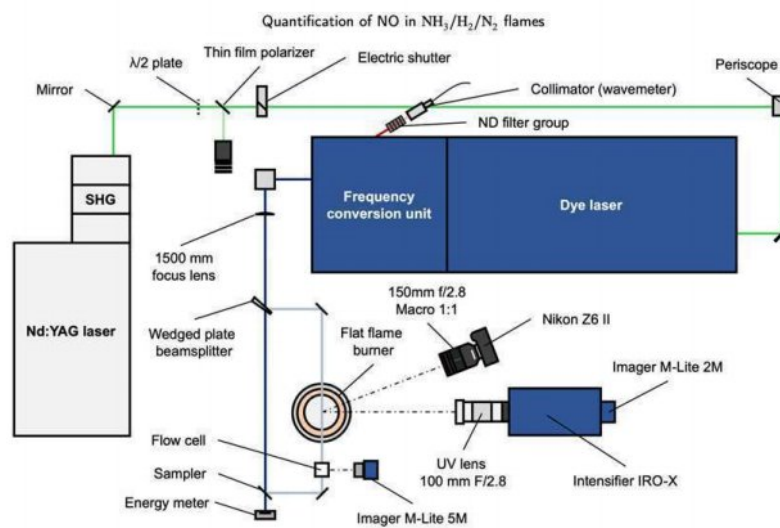 Quantification of NO in NH₃/H₂/N₂ flames
Thin film polarizer
λ/2 plate
Electric shutter
Mirror
Collimator (wavemeter)
Periscope
ND filter group
SHG
Frequency
conversion unit
Dye laser
1500 mm
focus lens
Nd:YAG laser
Wedged plate
beamsplitter
Flat flame
burner
150mm f/2.8
Macro 1:1
Nikon Z6 II
Imager M-Lite 2M
Flow cell
UV lens
100 mm F/2.8
Intensifier IRO-X
Sampler
Energy meter
Imager M-Lite 5M